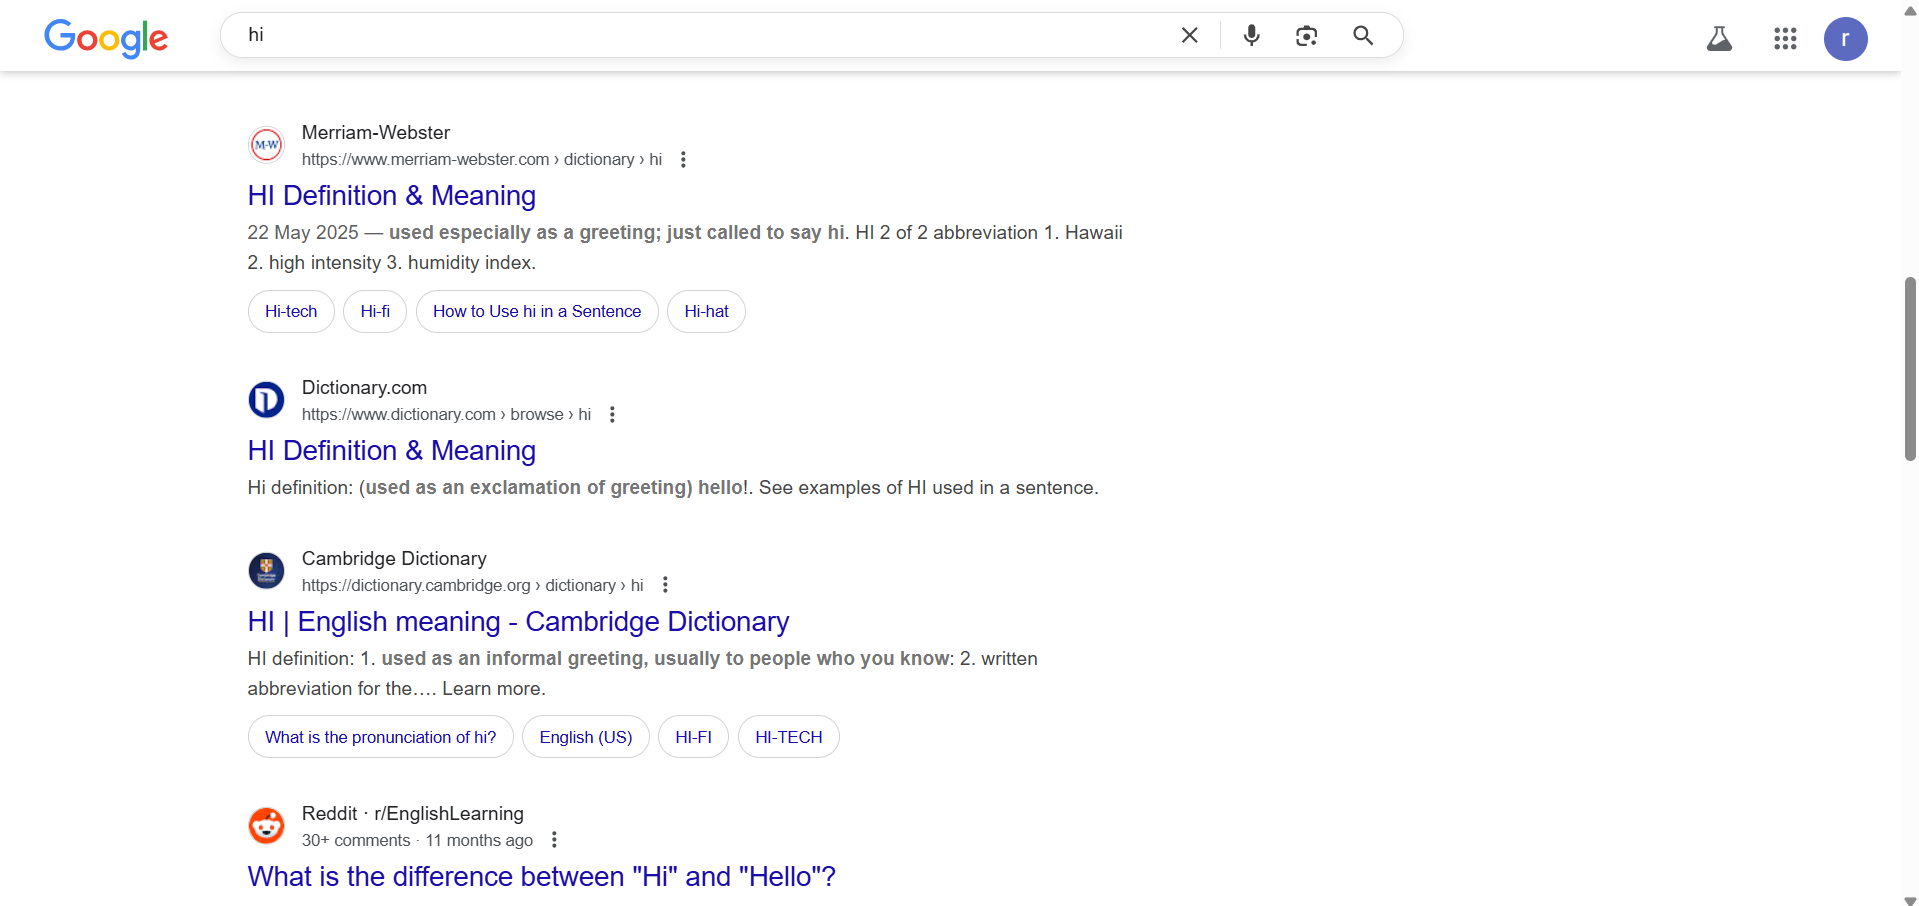 Google
hi
r
Merriam-Webster
M-W
https://www.merriam-webster.com › dictionary › hi
HI Definition & Meaning
22 May 2025 — used especially as a greeting; just called to say hi. HI 2 of 2 abbreviation 1. Hawaii
2. high intensity 3. humidity index.
Hi-tech Hi-fi How to Use hi in a Sentence Hi-hat
Dictionary.com
https://www.dictionary.com › browse › hi
HI Definition & Meaning
Hi definition: (used as an exclamation of greeting) hello!. See examples of HI used in a sentence.
Cambridge Dictionary
https://dictionary.cambridge.org › dictionary › hi
HI | English meaning - Cambridge Dictionary
HI definition: 1. used as an informal greeting, usually to people who you know: 2. written
abbreviation for the…. Learn more.
What is the pronunciation of hi? English (US) HI-FI HI-TECH
Reddit · r/EnglishLearning
30+ comments · 11 months ago
What is the difference between "Hi" and "Hello"?